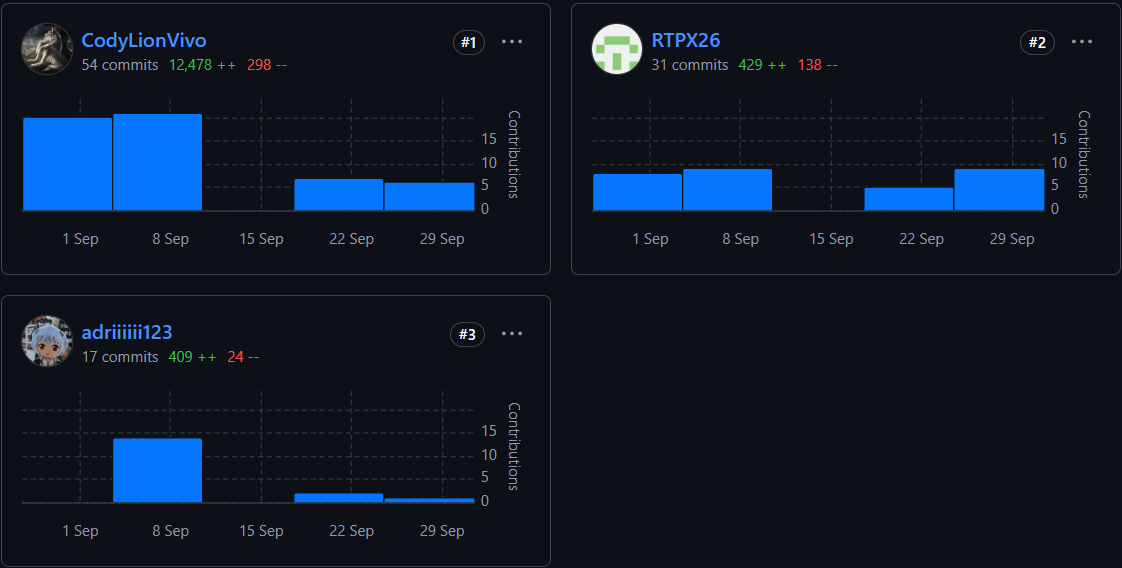 CodyLionVivo
#1
54 commits 12,478 ++ 298 --
15
10
5
0
Contributions
1 Sep 8 Sep 15 Sep 22 Sep 29 Sep
RTPX26
#2
31 commits 429 ++ 138 --
15
10
5
0
Contributions
1 Sep 8 Sep 15 Sep 22 Sep 29 Sep
adriiiiii123
#3
17 commits 409 ++ 24 --
15
10
5
0
Contributions
1 Sep 8 Sep 15 Sep 22 Sep 29 Sep